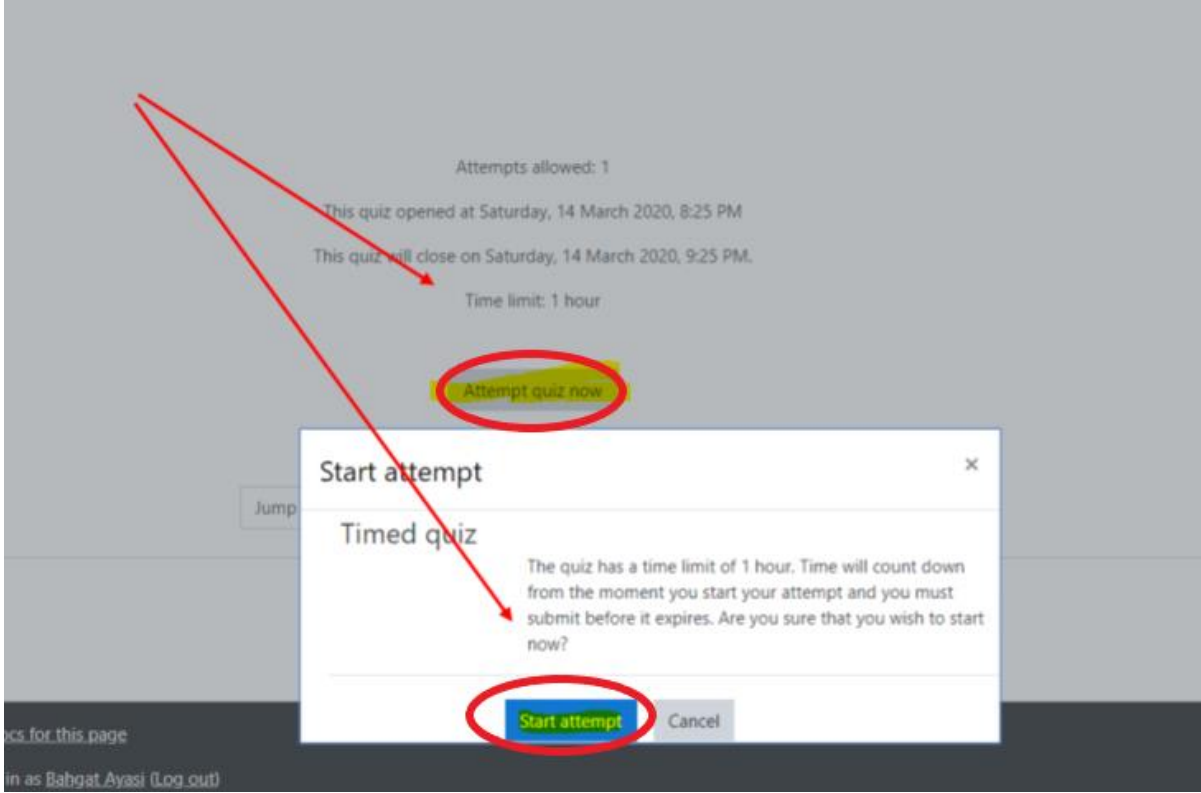 Attempts allowed: 1
This quiz opened at Saturday, 14 March 2020, 8:25 PM
This quiz will close on Saturday, 14 March 2020, 9:25 PM.
Time limit: 1 hour
Attempt quiz now
Start attempt
×
Jump
Timed quiz
The quiz has a time limit of 1 hour. Time will count down
from the moment you start your attempt and you must
submit before it expires. Are you sure that you wish to start
now?
Start attempt
Cancel
ocs for this page
in as Bahgat Ayasi (Log out)